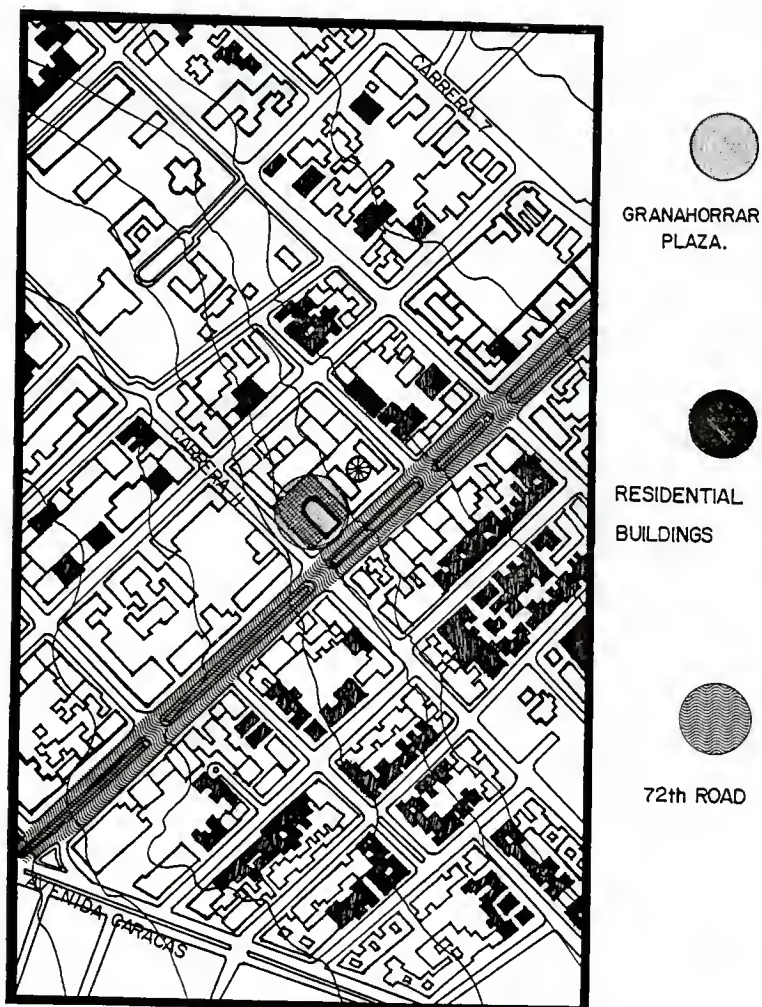 CARRERA 7
CARRERA 11
AVENIDA CARACAS
GRANAHORRAR
PLAZA.
RESIDENTIAL
BUILDINGS
72th ROAD